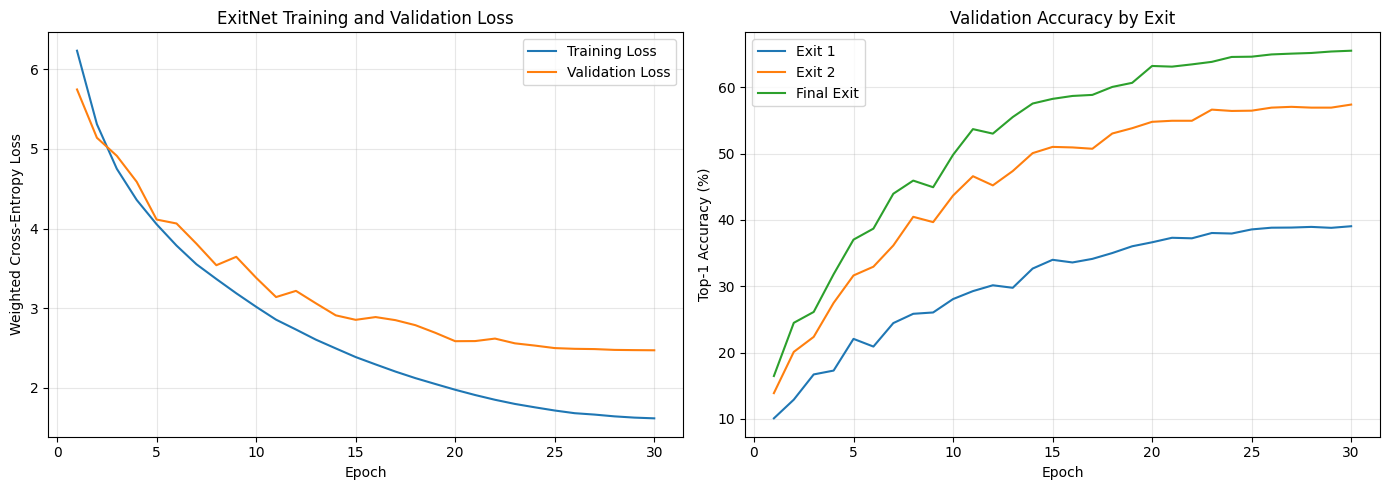 ExitNet Training and Validation Loss
Training Loss
Validation Loss
Weighted Cross-Entropy Loss
6
5
4
3
2
0 5 10 15 20 25 30
Epoch
Validation Accuracy by Exit
Exit 1
Exit 2
Final Exit
Top-1 Accuracy (%)
60
50
40
30
20
10
0 5 10 15 20 25 30
Epoch